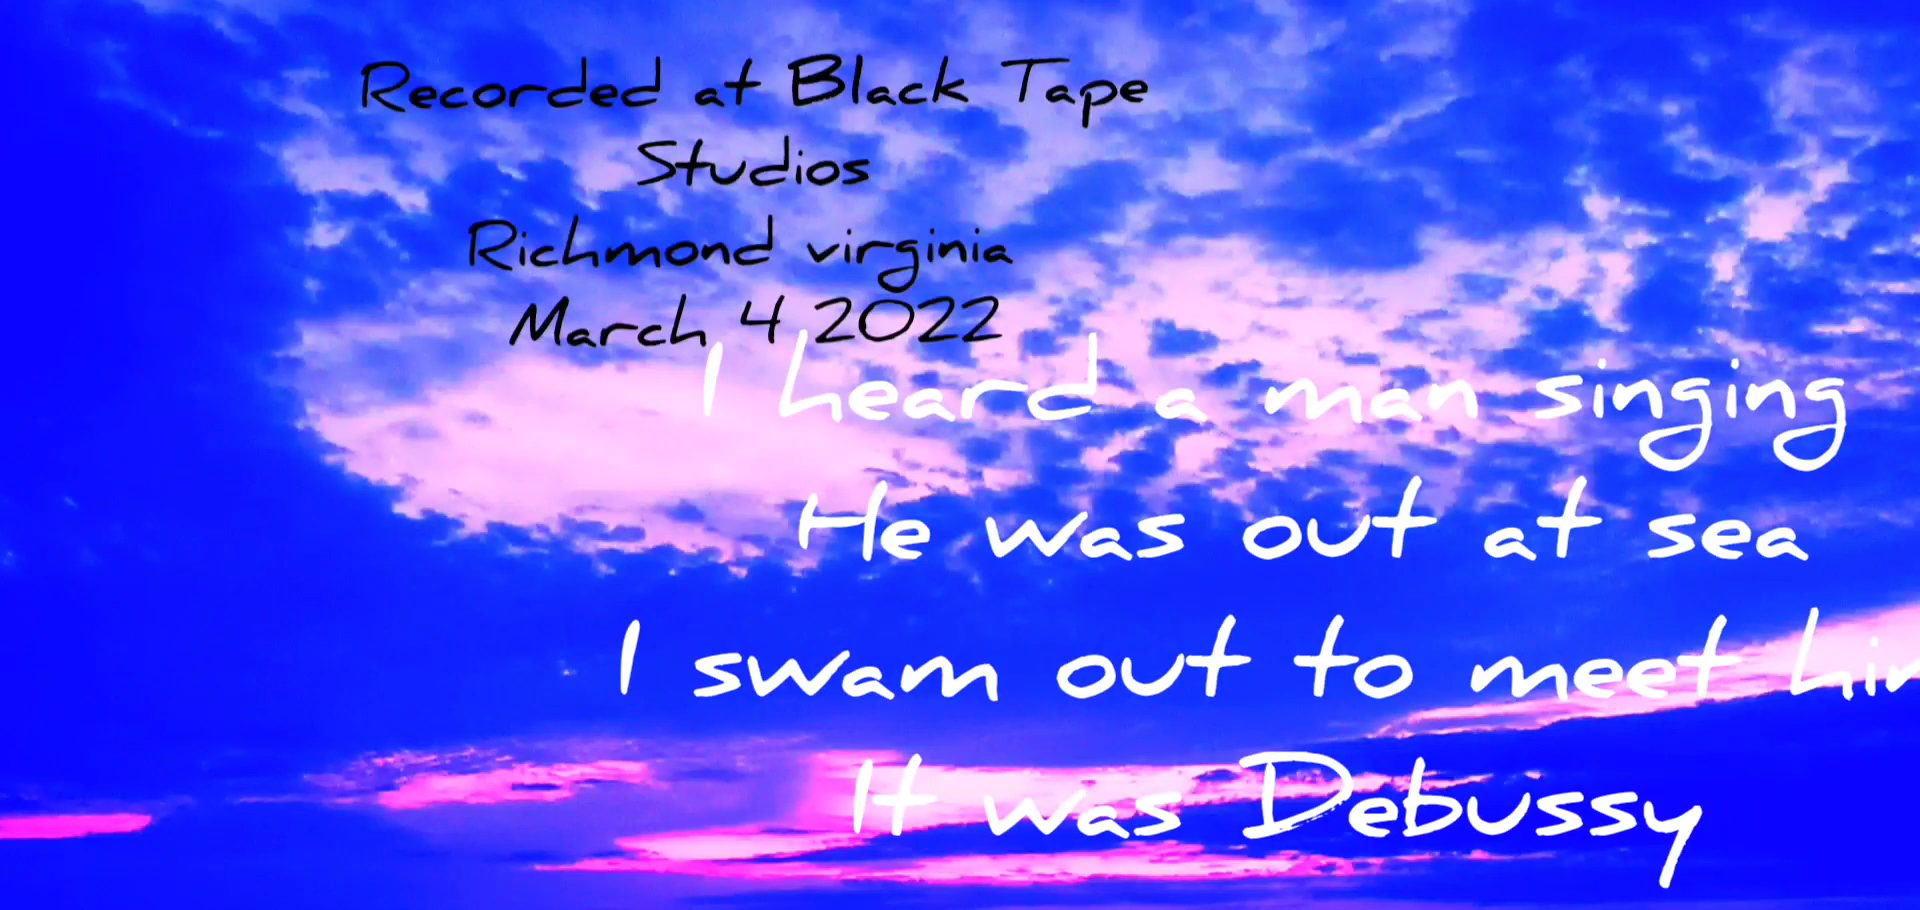 Recorded at Black Tape
Studios
Richmond virginia
March 4 2022
I heard a man singing
He was out at sea
I swam out to meet
It was Debussy